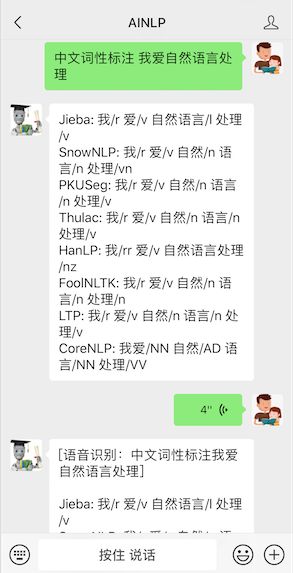 AINLP
中文词性标注 我爱自然语言处
理
Jieba: 我/r 爱/v 自然语言/l 处理
/v
SnowNLP: 我/r 爱/v 自然/n 语
言/n 处理/vn
PKUSeg: 我/r 爱/v 自然/n 语言
/n 处理/v
Thulac: 我/r 爱/v 自然/n 语言/n
处理/v
HanLP: 我/rr 爱/v 自然语言处理
/nz
FoolNLTK: 我/r 爱/v 自然/n 语
言/n 处理/n
LTP: 我/r 爱/v 自然/n 语言/n 处
理/v
CoreNLP: 我爱/NN 自然/AD 语
言/NN 处理/VV
4"
[语音识别：中文词性标注我爱
自然语言处理]
Jieba: 我/r 爱/v 自然语言/l 处理
/v
按住 说话